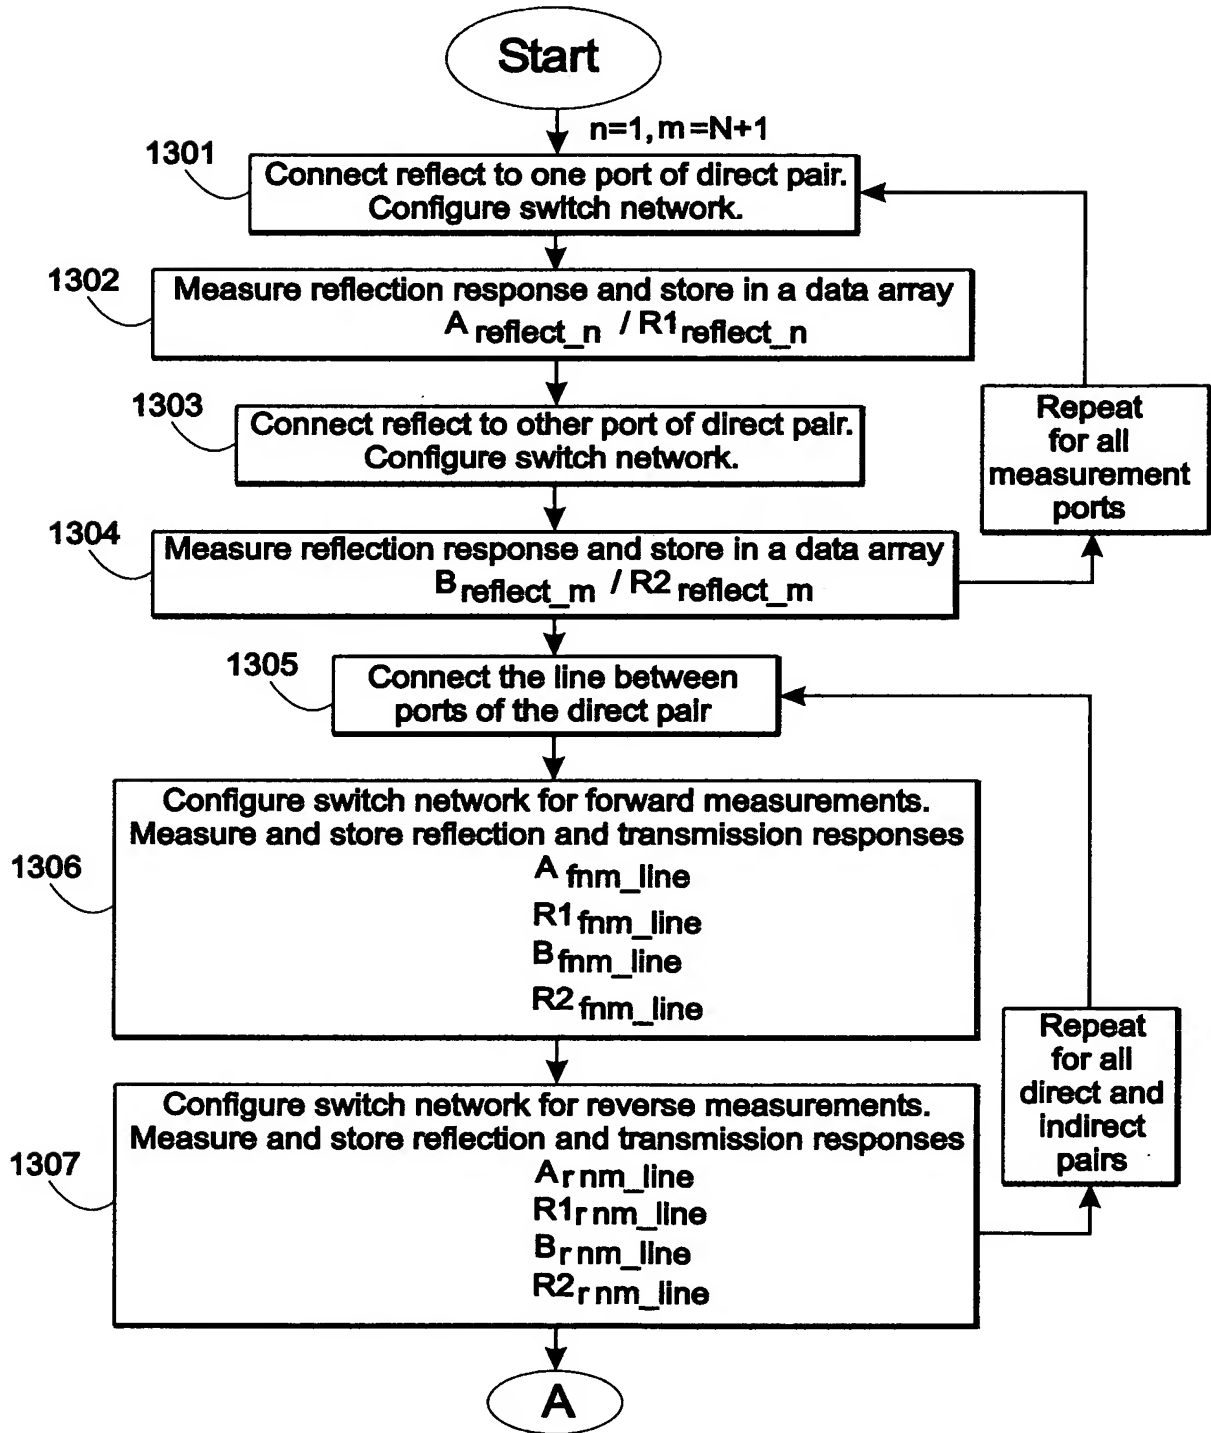 Start
n=1, m=N+1
1301
Connect reflect to one port of direct pair.
Configure switch network.
1302
Measure reflection response and store in a data array
A reflect_n / R1 reflect_n
1303
Connect reflect to other port of direct pair.
Configure switch network.
Repeat
for all
measurement
ports
1304
Measure reflection response and store in a data array
B reflect_m / R2 reflect_m
1305
Connect the line between
ports of the direct pair
1306
Configure switch network for forward measurements.
Measure and store reflection and transmission responses
A fnm_line
R1 fnm_line
B fnm_line
R2 fnm_line
Repeat
for all
direct and
indirect
pairs
1307
Configure switch network for reverse measurements.
Measure and store reflection and transmission responses
A rnm_line
R1 rnm_line
B rnm_line
R2 rnm_line
A